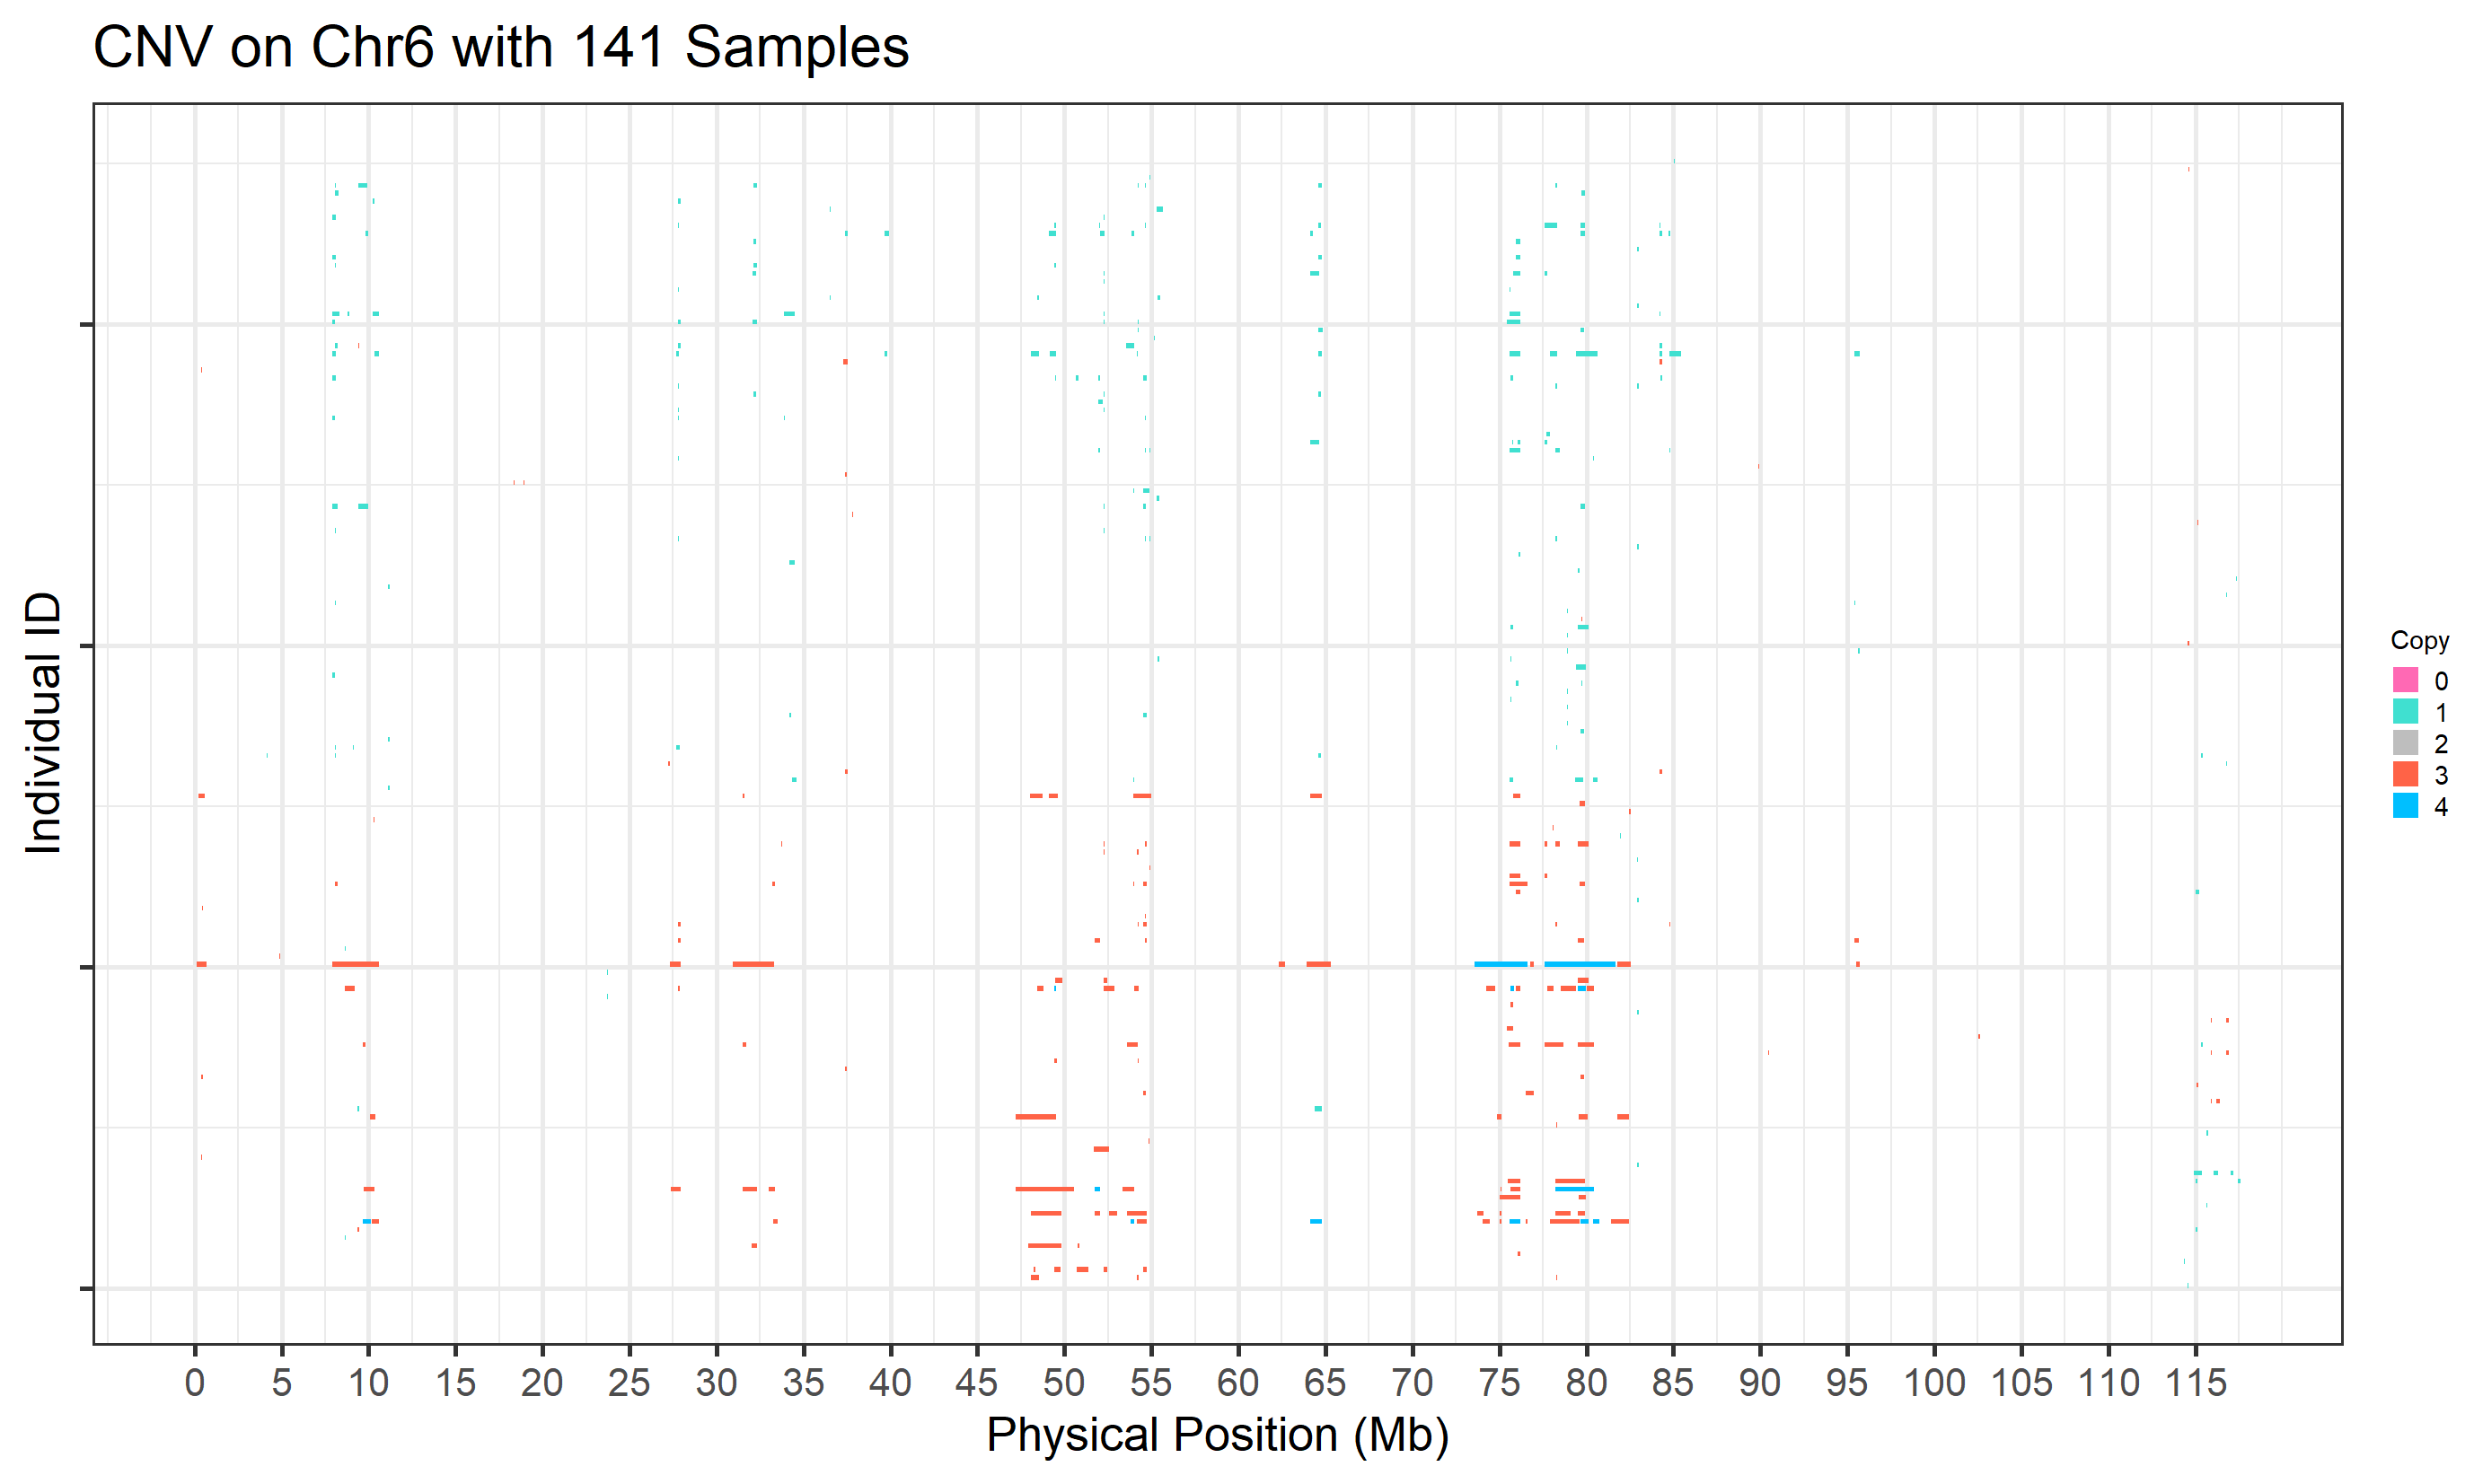 CNV on Chr6 with 141 Samples
Individual ID
Copy
0
1
2
3
4
0 5 10 15 20 25 30 35 40 45 50 55 60 65 70 75 80 85 90 95 100 105 110 115
Physical Position (Mb)